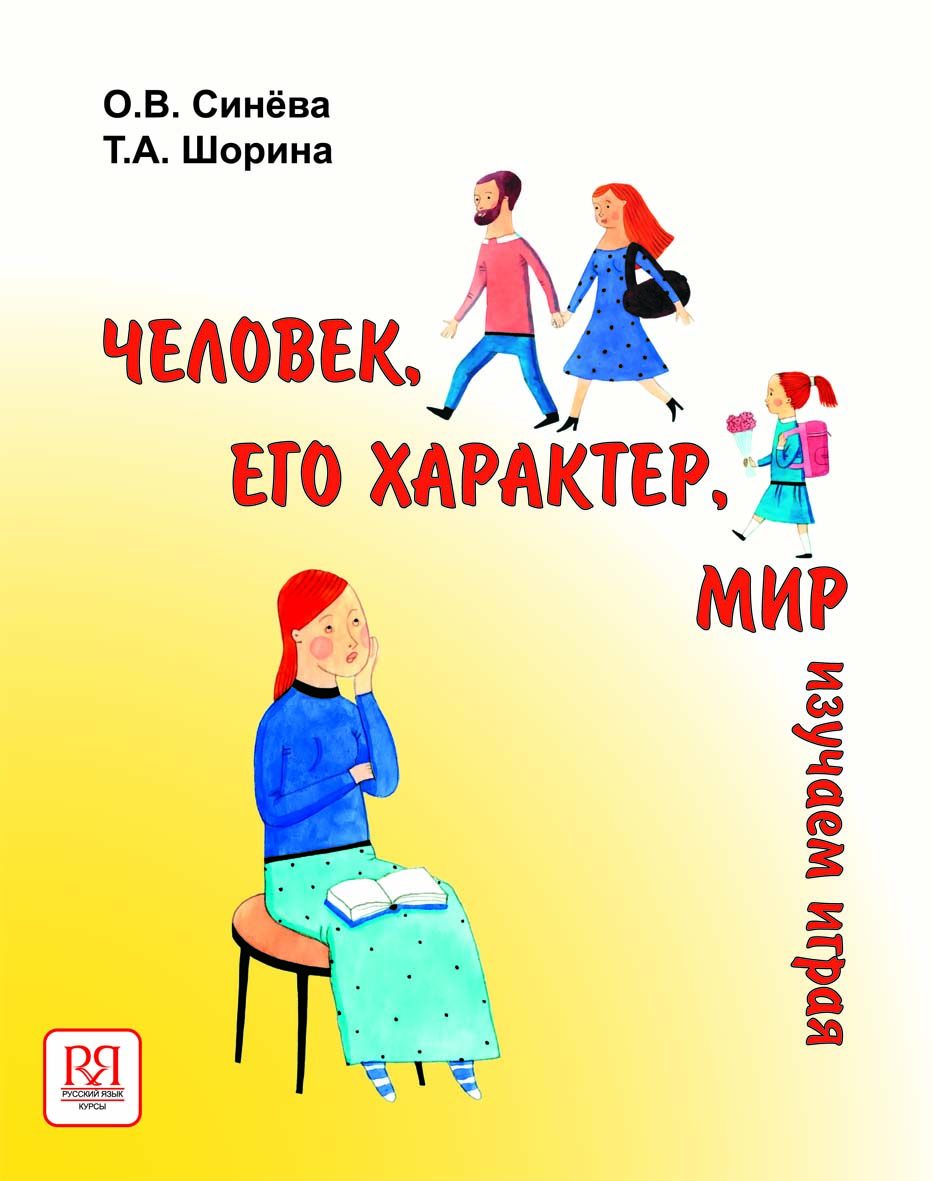 О.В. Синёва
Т.А. Шорина
ЧЕЛОВЕК,
ЕГО ХАРАКТЕР,
МИР
изучаем играя
РЯ
РУССКИЙ ЯЗЫК
КУРСЫ